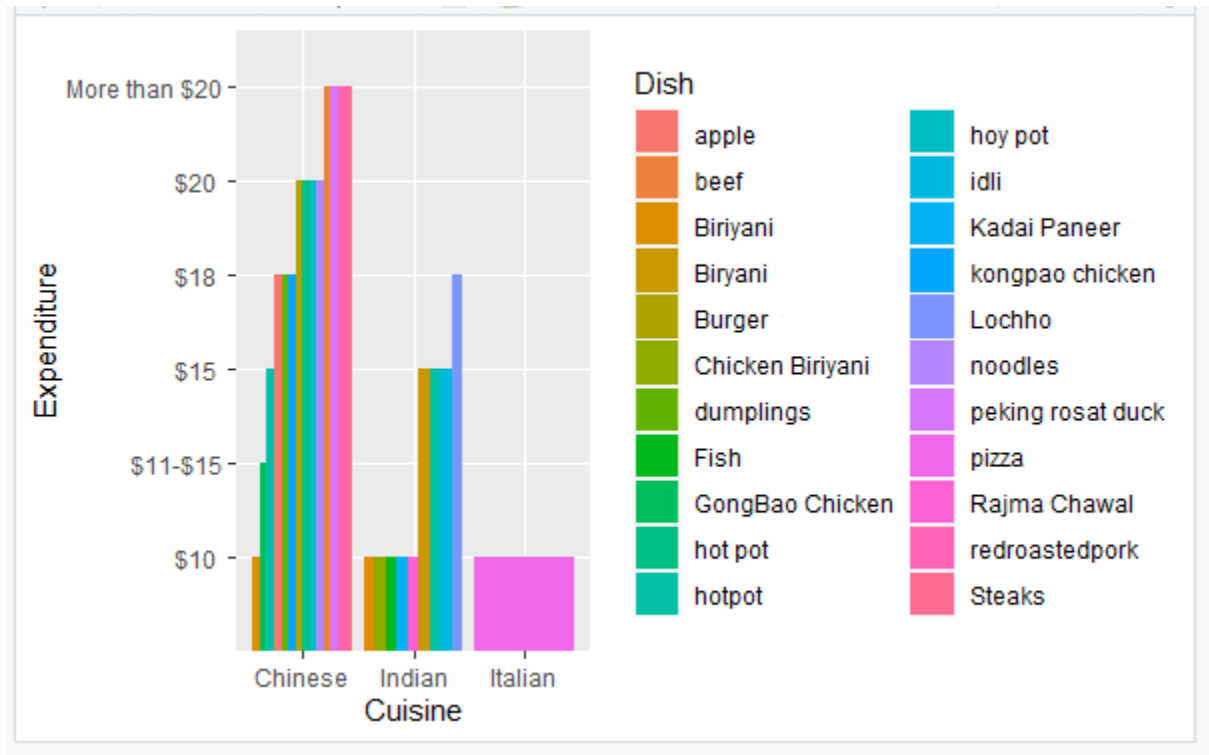 More than $20
$20
$18
$15
$11-$15
$10
Expenditure
Chinese
Indian
Italian
Cuisine
Dish
apple
beef
Biriyani
Biryani
Burger
Chicken Biriyani
dumplings
Fish
GongBao Chicken
hot pot
hotpot
hoy pot
idli
Kadai Paneer
kongpao chicken
Lochho
noodles
peking rosat duck
pizza
Rajma Chawal
redroastedpork
Steaks